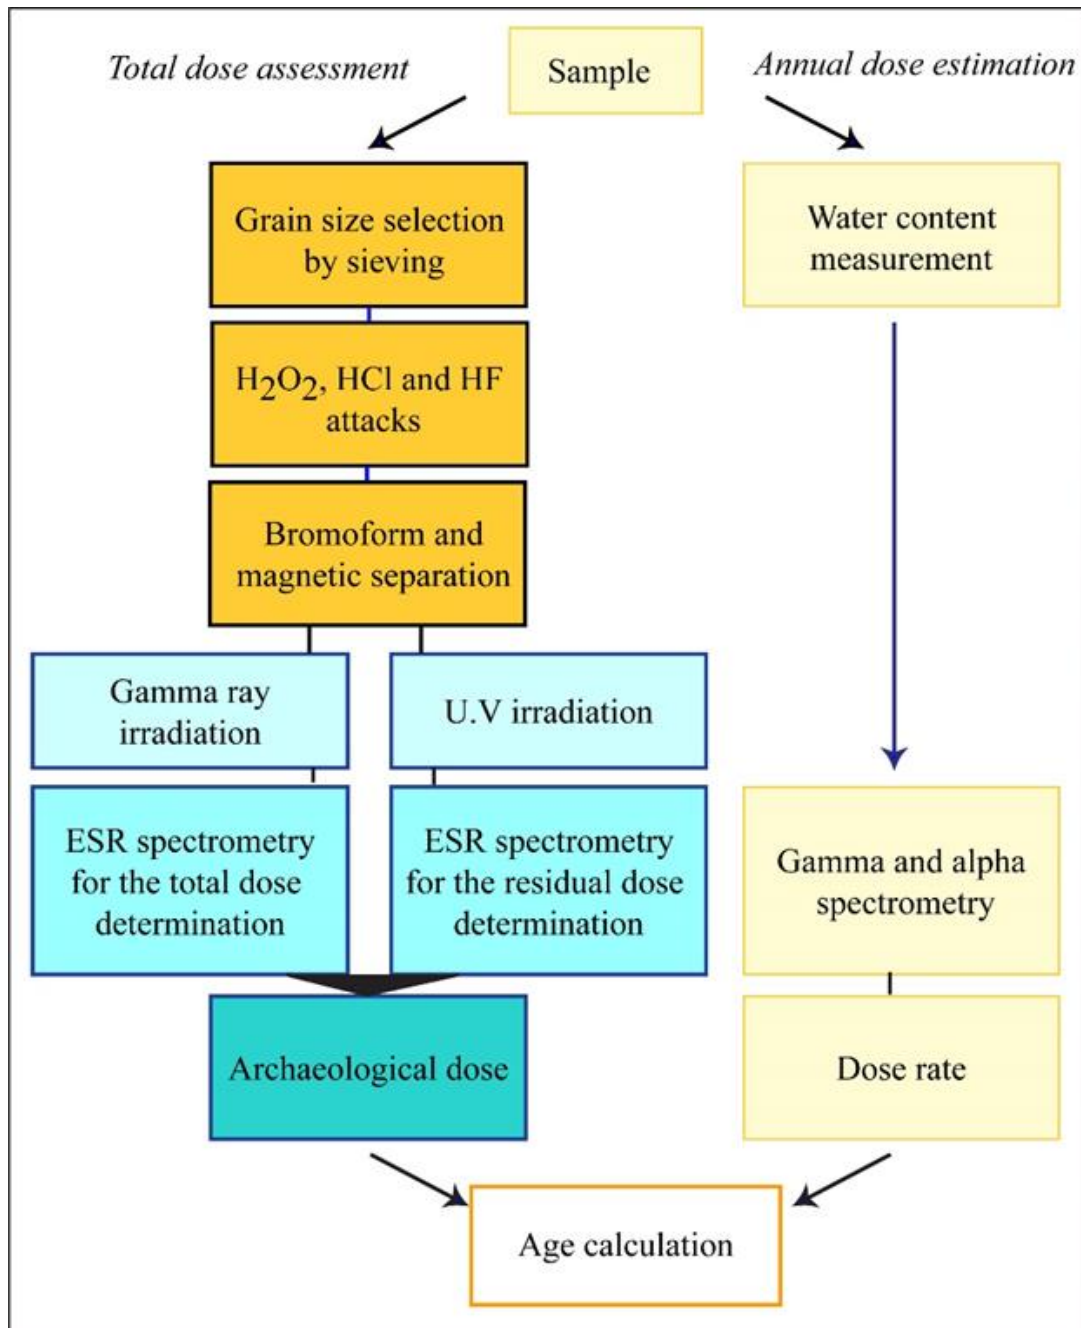 Total dose assessment
Sample
Annual dose estimation
Grain size selection
by sieving
Water content
measurement
H₂O₂, HCl and HF
attacks
Bromoform and
magnetic separation
Gamma ray
irradiation
U.V irradiation
ESR spectrometry
for the total dose
determination
ESR spectrometry
for the residual dose
determination
Gamma and alpha
spectrometry
Archaeological dose
Dose rate
Age calculation